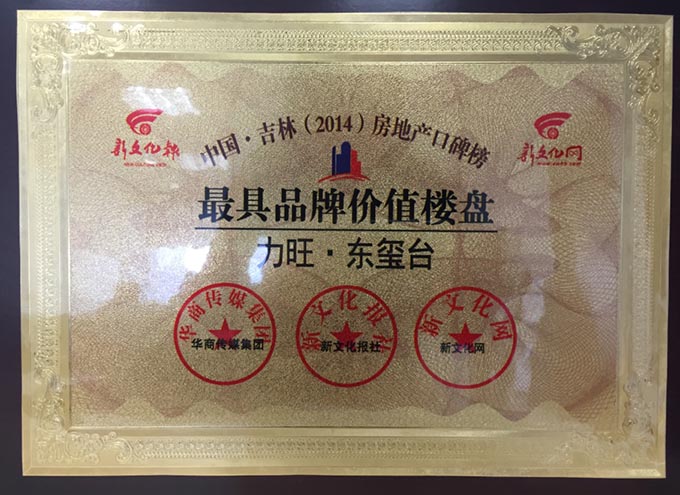 新文化报
中国·吉林（2014）房地产口碑榜
新文化网
最具品牌价值楼盘
力旺·东玺台
华商传媒集团
华商传媒集团
新文化报社
新文化报社
新文化网
新文化网